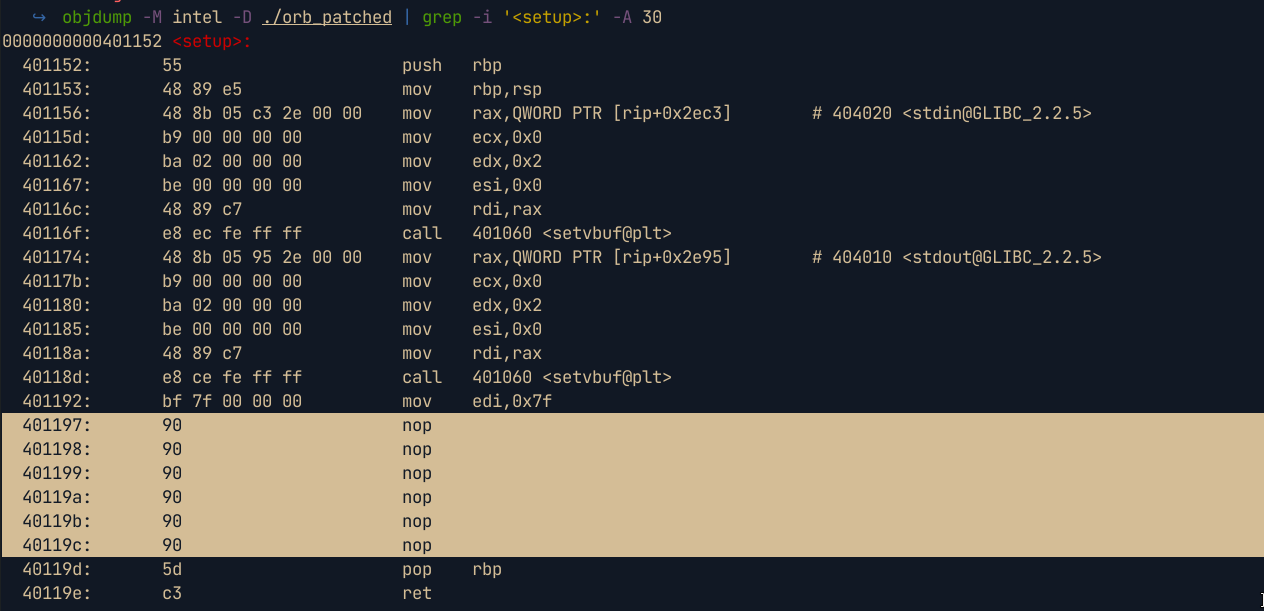 ↪ objdump -M intel -D ./orb_patched | grep -i '<setup>:' -A 30
0000000000401152 <setup>:
401152: 55 push rbp
401153: 48 89 e5 mov rbp,rsp
401156: 48 8b 05 c3 2e 00 00 mov rax,QWORD PTR [rip+0x2ec3] # 404020 <stdin@GLIBC_2.2.5>
40115d: b9 00 00 00 00 mov ecx,0x0
401162: ba 02 00 00 00 mov edx,0x2
401167: be 00 00 00 00 mov esi,0x0
40116c: 48 89 c7 mov rdi,rax
40116f: e8 ec fe ff ff call 401060 <setvbuf@plt>
401174: 48 8b 05 95 2e 00 00 mov rax,QWORD PTR [rip+0x2e95] # 404010 <stdout@GLIBC_2.2.5>
40117b: b9 00 00 00 00 mov ecx,0x0
401180: ba 02 00 00 00 mov edx,0x2
401185: be 00 00 00 00 mov esi,0x0
40118a: 48 89 c7 mov rdi,rax
40118d: e8 ce fe ff ff call 401060 <setvbuf@plt>
401192: bf 7f 00 00 00 mov edi,0x7f
401197: 90 nop
401198: 90 nop
401199: 90 nop
40119a: 90 nop
40119b: 90 nop
40119c: 90 nop
40119d: 5d pop rbp
40119e: c3 ret